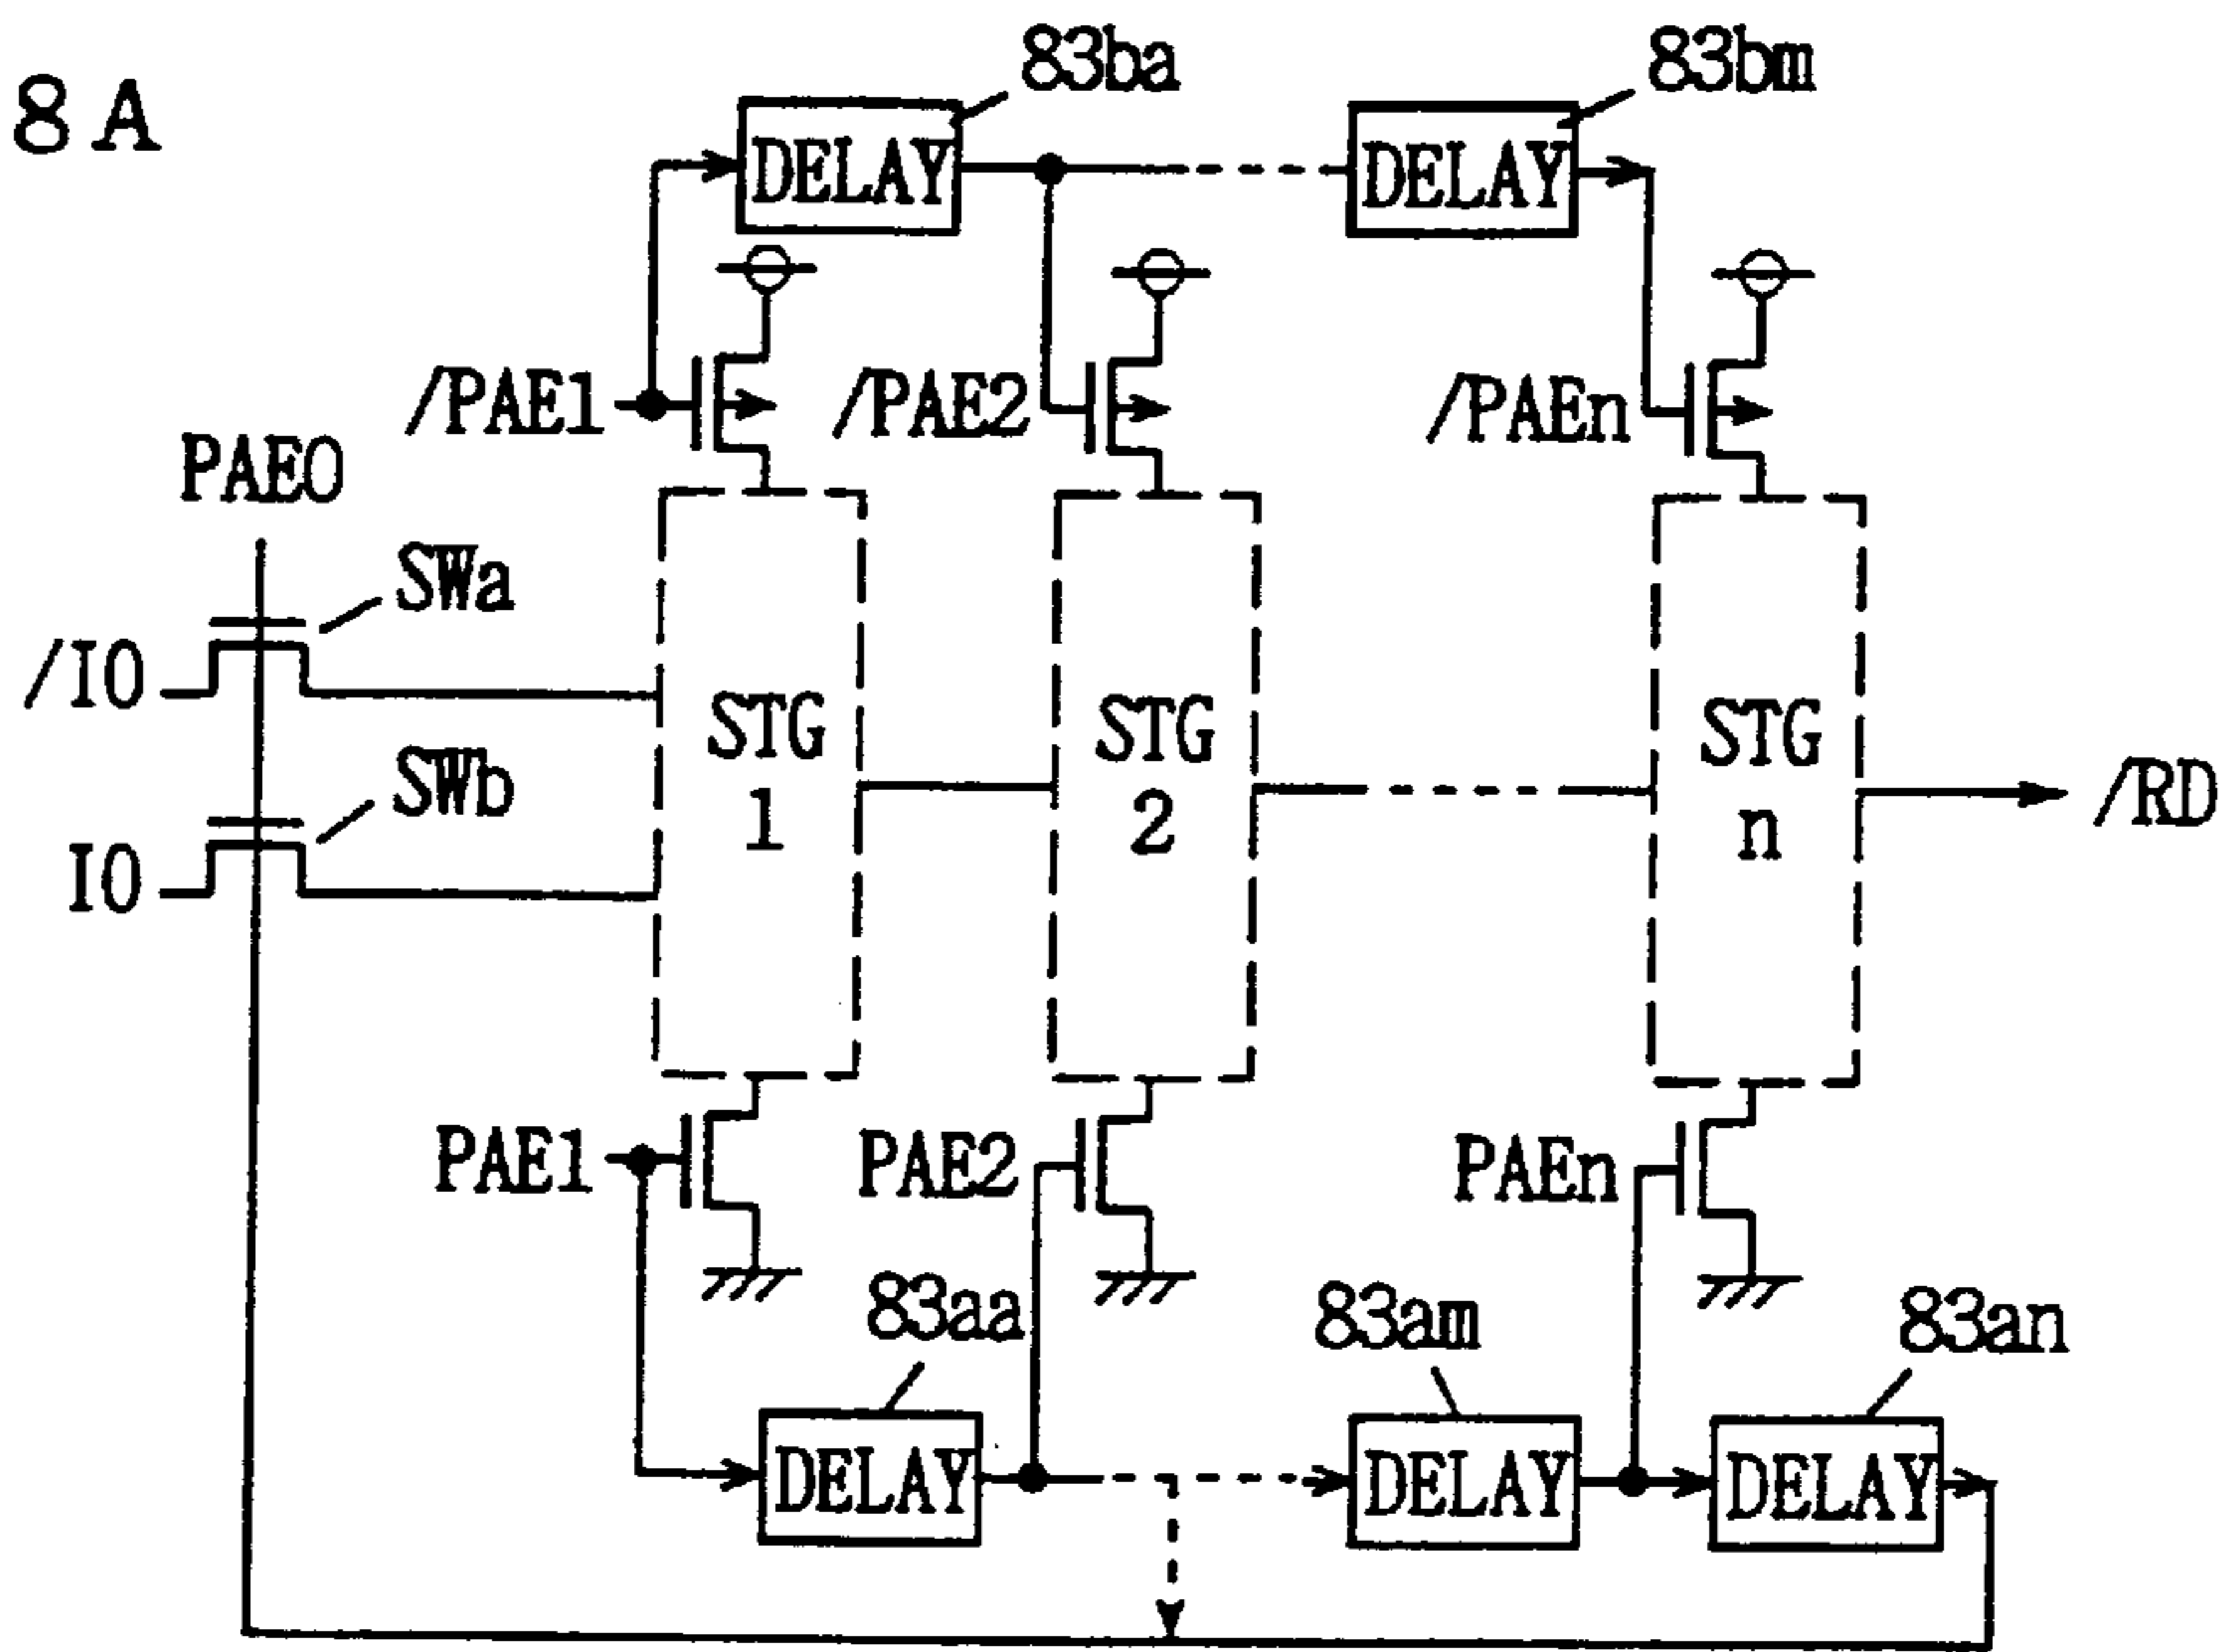 8 A
83ba
83bm
DELAY
DELAY
/PAE1
/PAE2
/PAEn
PAE0
SWa
/IO
STG
1
STG
2
STG
n
SWb
IO
/RD
PAE1
PAE2
PAEn
83aa
83am
83an
DELAY
DELAY
DELAY